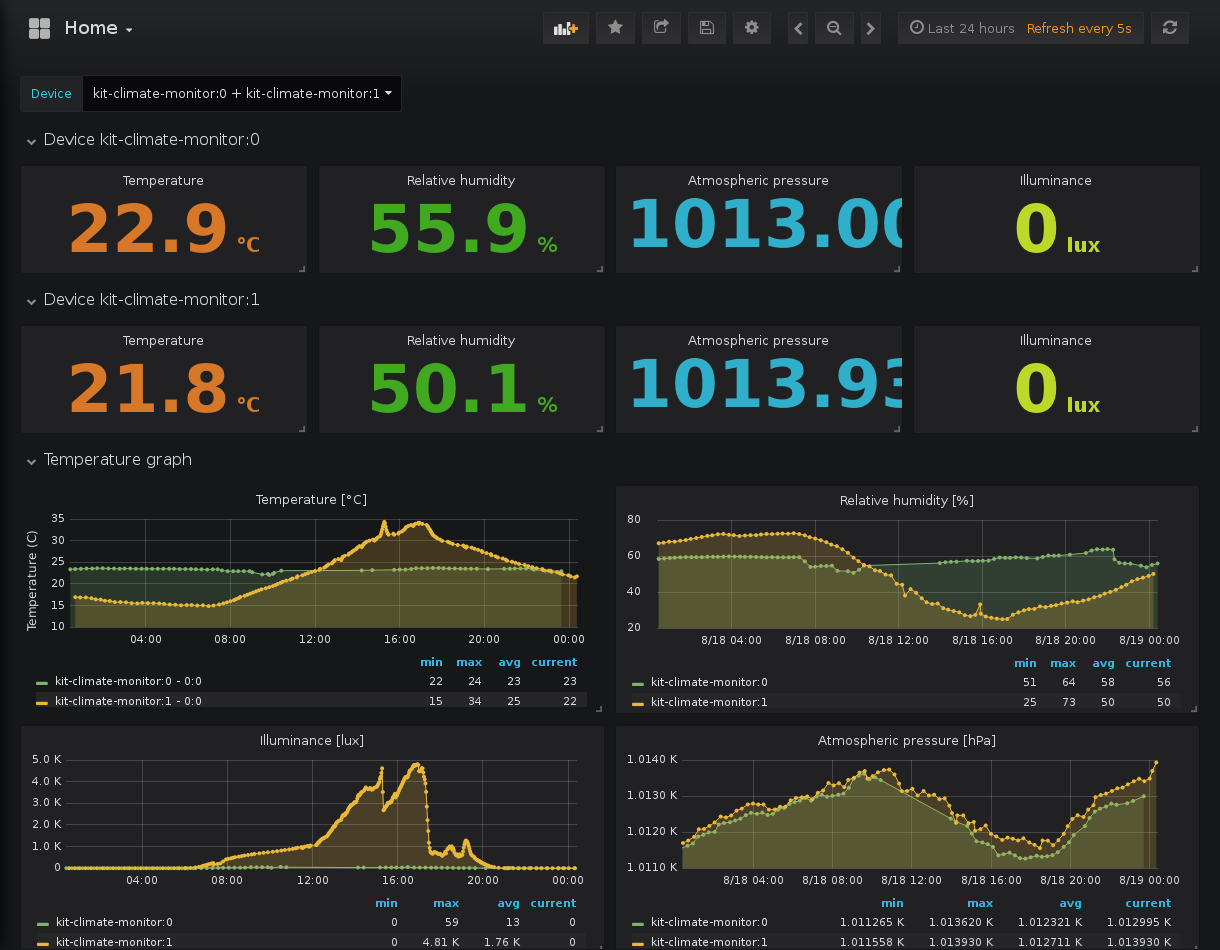 Home
Last 24 hours Refresh every 5s
Device kit-climate-monitor:0 + kit-climate-monitor:1
Device kit-climate-monitor:0
Temperature Relative humidity Atmospheric pressure Illuminance
22.9 °C 55.9 % 1013.00 0 lux
Device kit-climate-monitor:1
Temperature Relative humidity Atmospheric pressure Illuminance
21.8 °C 50.1 % 1013.93 0 lux
Temperature graph
Temperature [°C]
Temperature (C)
35
30
25
20
15
10
04:00 08:00 12:00 16:00 20:00 00:00
min max avg current
kit-climate-monitor:0 - 0:0 22 24 23 23
kit-climate-monitor:1 - 0:0 15 34 25 22
Relative humidity [%]
80
60
40
20
8/18 04:00 8/18 08:00 8/18 12:00 8/18 16:00 8/18 20:00 8/19 00:00
min max avg current
kit-climate-monitor:0 51 64 58 56
kit-climate-monitor:1 25 73 50 50
Illuminance [lux]
5.0 K
4.0 K
3.0 K
2.0 K
1.0 K
0
04:00 08:00 12:00 16:00 20:00 00:00
min max avg current
kit-climate-monitor:0 0 59 13 0
kit-climate-monitor:1 0 4.81 K 1.76 K 0
Atmospheric pressure [hPa]
1.0140 K
1.0130 K
1.0120 K
1.0110 K
8/18 04:00 8/18 08:00 8/18 12:00 8/18 16:00 8/18 20:00 8/19 00:00
min max avg current
kit-climate-monitor:0 1.011265 K 1.013620 K 1.012321 K 1.012995 K
kit-climate-monitor:1 1.011558 K 1.013930 K 1.012711 K 1.013930 K